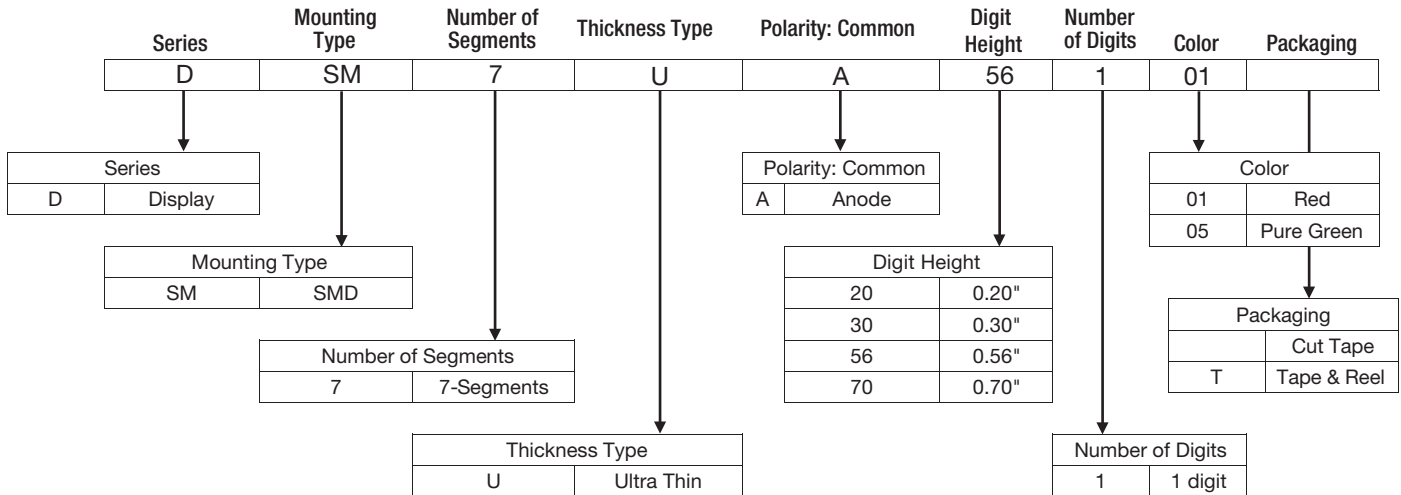 Series Mounting Type Number of Segments Thickness Type Polarity: Common Digit Height Number of Digits Color Packaging
D SM 7 U A 56 1 01
Series
D Display
Mounting Type
SM SMD
Number of Segments
7 7-Segments
Thickness Type
U Ultra Thin
Polarity: Common
A Anode
Digit Height
20 0.20"
30 0.30"
56 0.56"
70 0.70"
Number of Digits
1 1 digit
Color
01 Red
05 Pure Green
Packaging
Cut Tape
T Tape & Reel